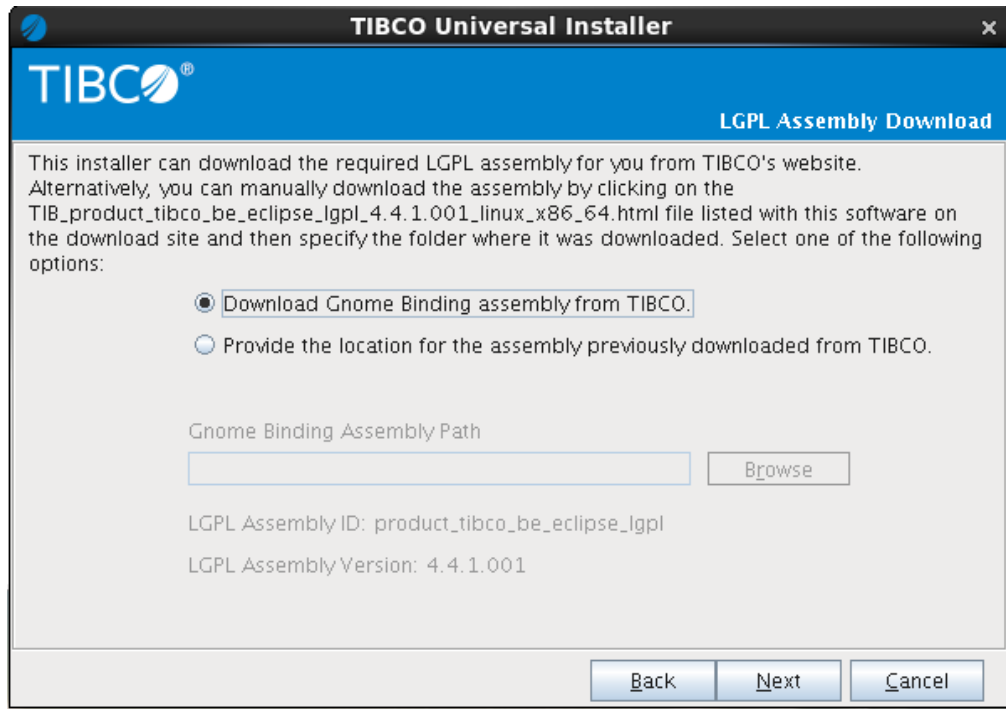 TIBCO Universal Installer
TIBCO®
LGPL Assembly Download
This installer can download the required LGPL assembly for you from TIBCO's website.
Alternatively, you can manually download the assembly by clicking on the
TIB_product_tibco_be_eclipse_lgpl_4.4.1.001_linux_x86_64.html file listed with this software on
the download site and then specify the folder where it was downloaded. Select one of the following
options:
Download Gnome Binding assembly from TIBCO.
Provide the location for the assembly previously downloaded from TIBCO.
Gnome Binding Assembly Path
Browse
LGPL Assembly ID: product_tibco_be_eclipse_lgpl
LGPL Assembly Version: 4.4.1.001
Back Next Cancel